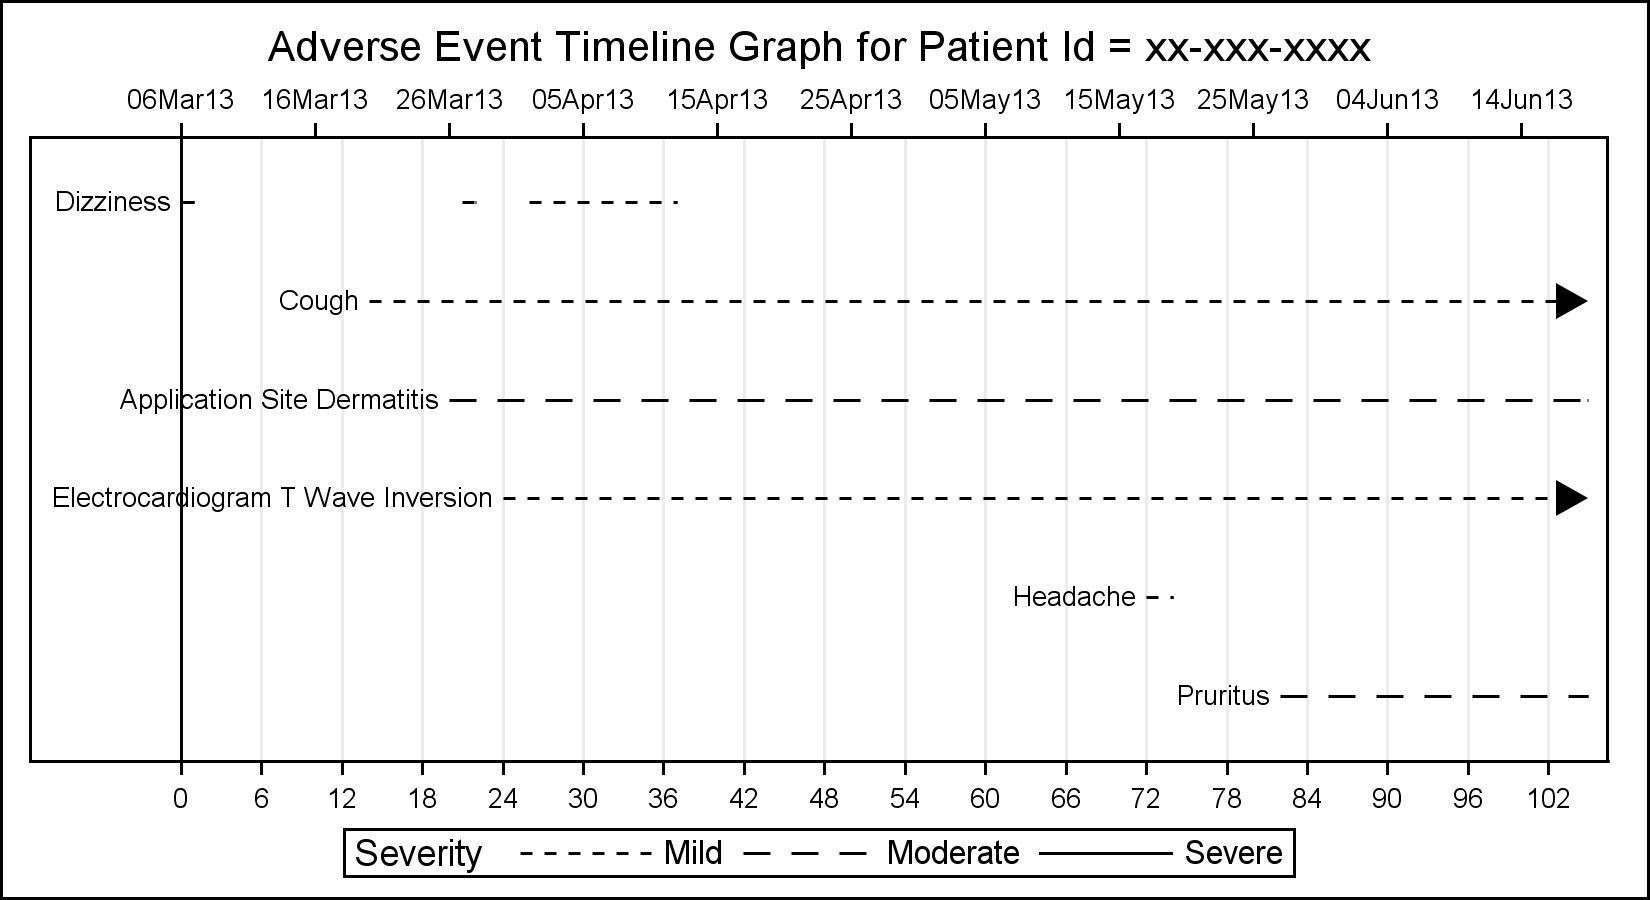 Adverse Event Timeline Graph for Patient Id = xx-xxx-xxxx
06Mar13 16Mar13 26Mar13 05Apr13 15Apr13 25Apr13 05May13 15May13 25May13 04Jun13 14Jun13
Dizziness
Cough
Application Site Dermatitis
Electrocardiogram T Wave Inversion
Headache
Pruritus
0 6 12 18 24 30 36 42 48 54 60 66 72 78 84 90 96 102
Severity Mild Moderate Severe